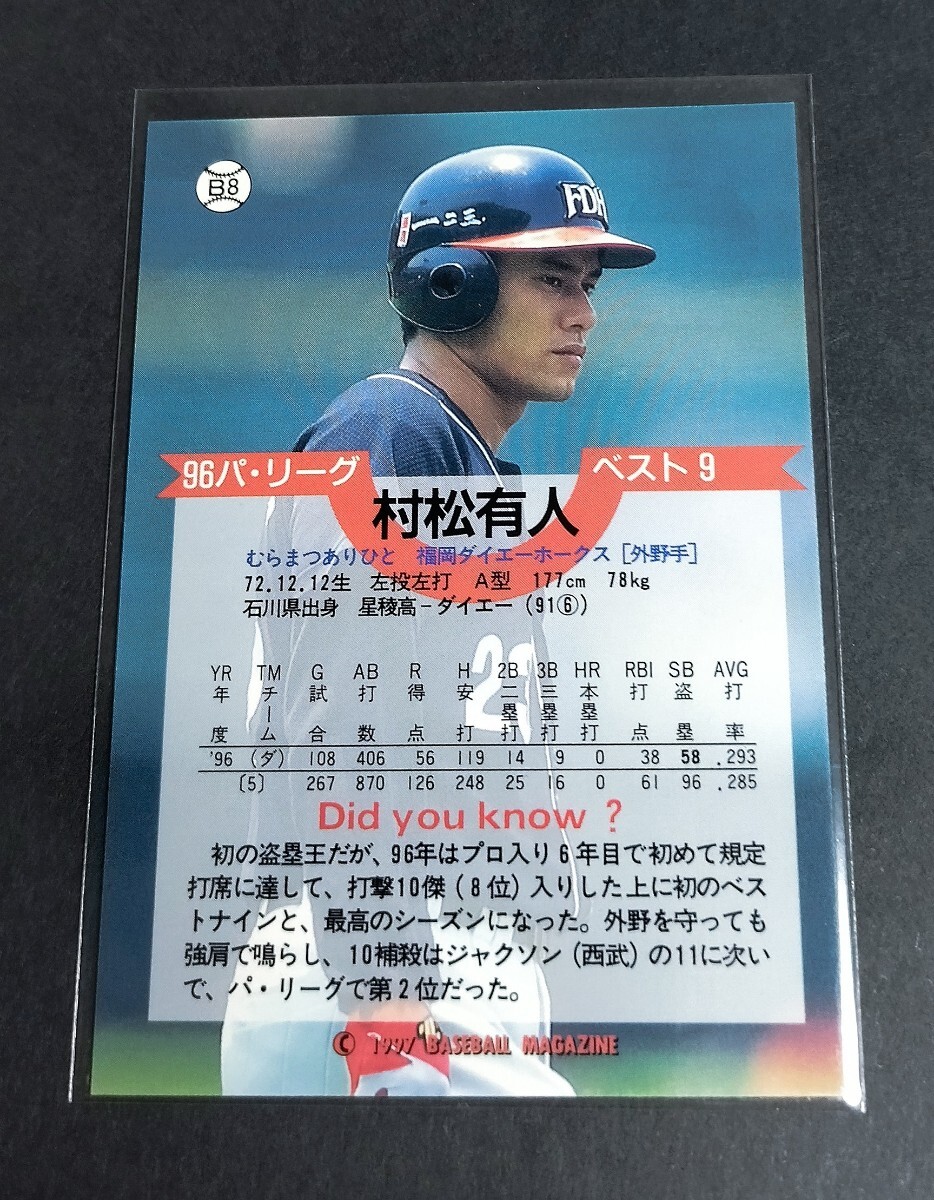 B8
FDH
一二三.
96パ・リーグ
ベスト9
村松有人
むらまつありひと 福岡ダイエーホークス［外野手］
72.12.12生 左投左打 A型 177cm 78kg
石川県出身 星稜高－ダイエー（91⑥）
YR TM G AB R H 2B 3B HR RBI SB AVG
年度 チーム 試合 打数 得点 安打 二塁打 三塁打 本塁打 打点 盗塁 打率
'96 (ダ) 108 406 56 119 14 9 0 38 58 .293
〔5〕 267 870 126 248 25 16 0 61 96 .285
Did you know ?
初の盗塁王だが、96年はプロ入り6年目で初めて規定
打席に達して、打撃10傑（8位）入りした上に初のベス
トナインと、最高のシーズンになった。外野を守っても
強肩で鳴らし、10補殺はジャクソン（西武）の11に次い
で、パ・リーグで第2位だった。
© 1997 BASEBALL MAGAZINE